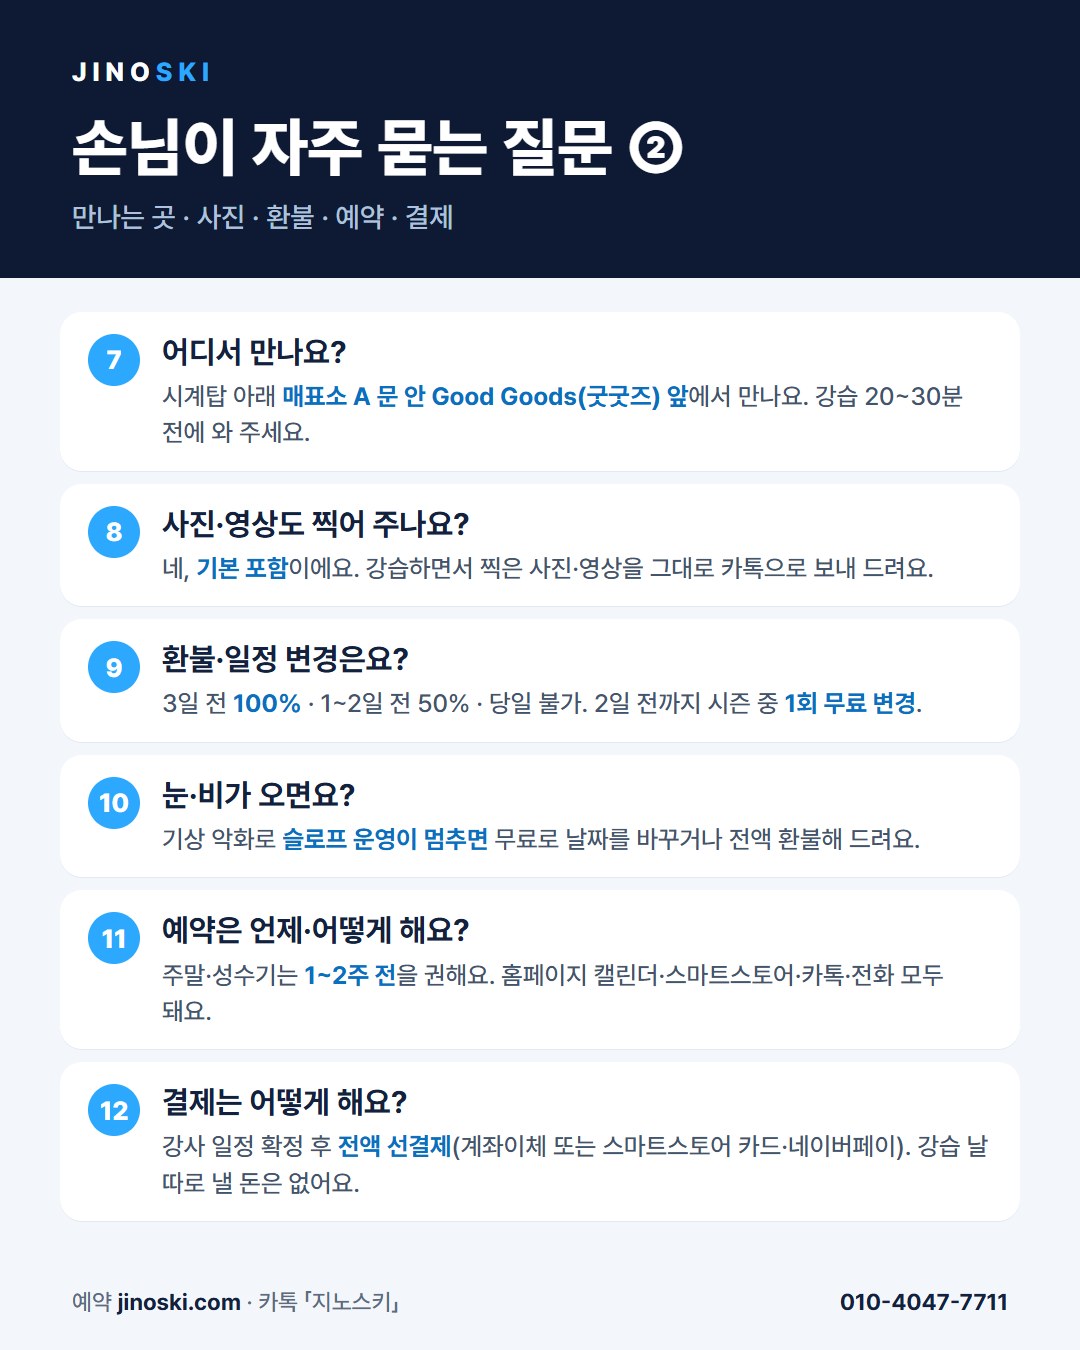 JINOSKI
손님이 자주 묻는 질문 ②
만나는 곳 · 사진 · 환불 · 예약 · 결제
7
어디서 만나요?
시계탑 아래 매표소 A 문 안 Good Goods(굿굿즈) 앞에서 만나요. 강습 20~30분
전에 와 주세요.
8
사진·영상도 찍어 주나요?
네, 기본 포함이에요. 강습하면서 찍은 사진·영상을 그대로 카톡으로 보내 드려요.
9
환불·일정 변경은요?
3일 전 100% · 1~2일 전 50% · 당일 불가. 2일 전까지 시즌 중 1회 무료 변경.
10
눈·비가 오면요?
기상 악화로 슬로프 운영이 멈추면 무료로 날짜를 바꾸거나 전액 환불해 드려요.
11
예약은 언제·어떻게 해요?
주말·성수기는 1~2주 전을 권해요. 홈페이지 캘린더·스마트스토어·카톡·전화 모두
돼요.
12
결제는 어떻게 해요?
강사 일정 확정 후 전액 선결제(계좌이체 또는 스마트스토어 카드·네이버페이). 강습 날
따로 낼 돈은 없어요.
예약 jinoski.com · 카톡 「지노스키」
010-4047-7711